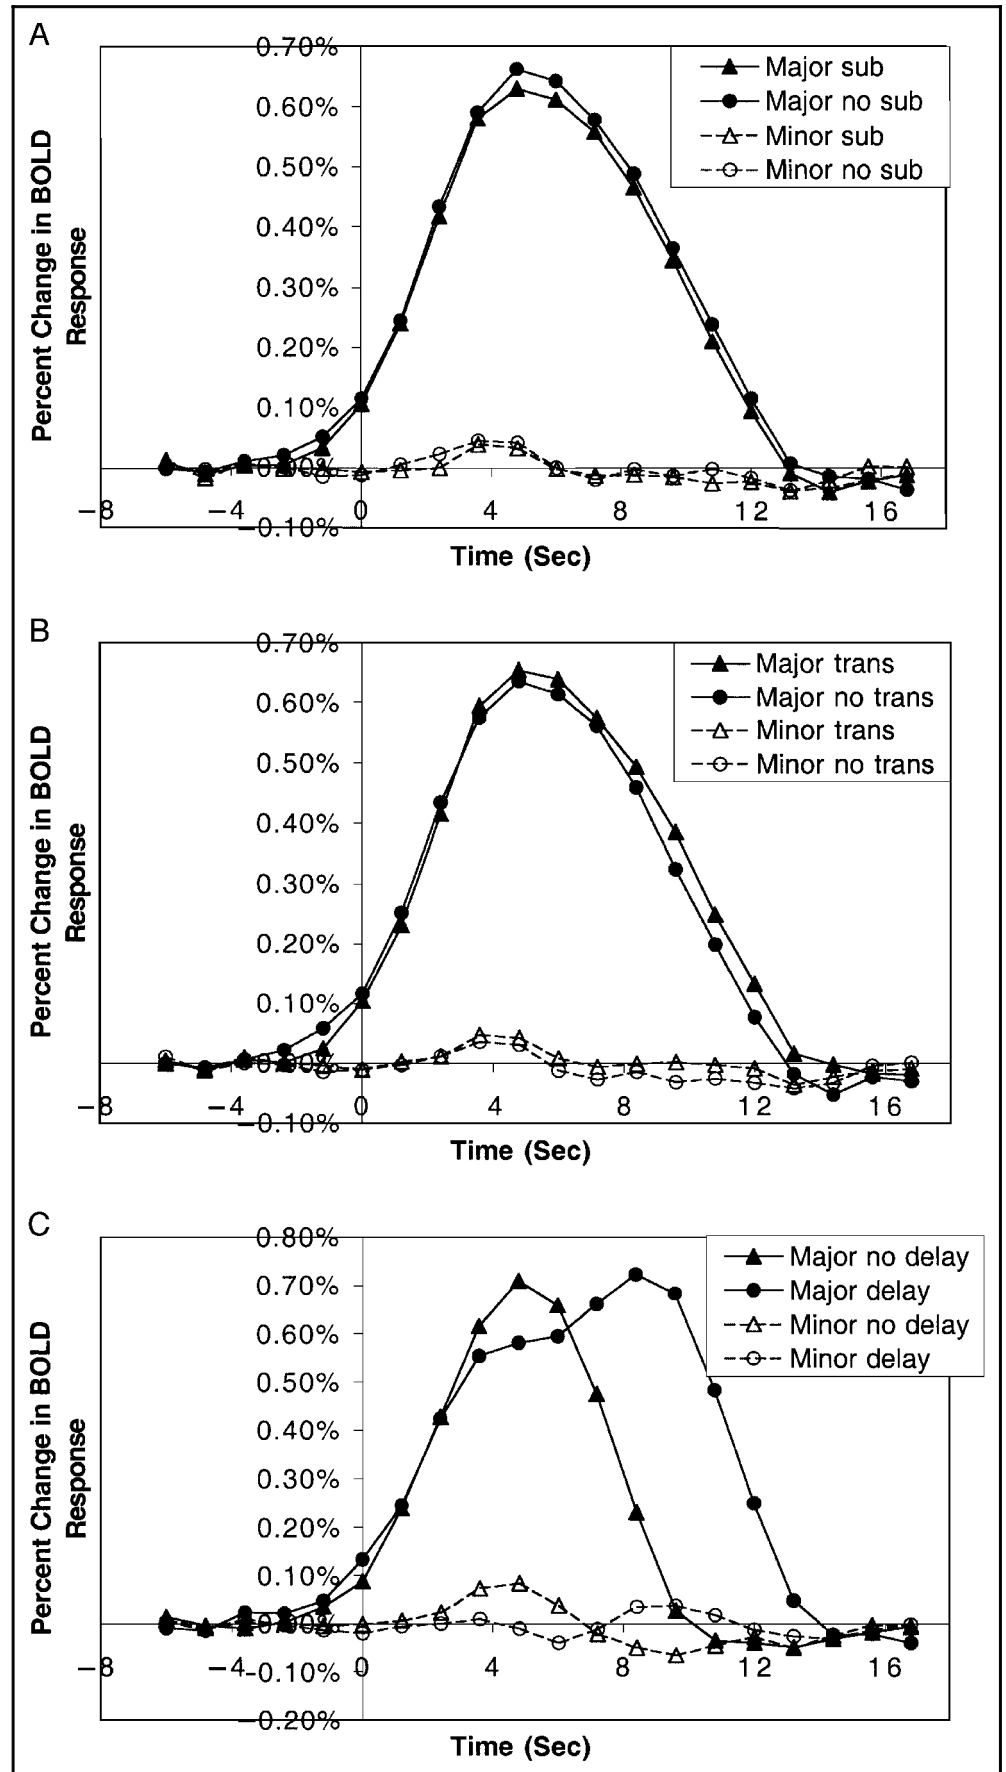 A
0.70%
0.60%
0.50%
0.40%
0.30%
0.20%
0.10%
0.00%
−0.10%
−8 −4 0 4 8 12 16
Percent Change in BOLD
Response
Time (Sec)
Major sub
Major no sub
Minor sub
Minor no sub
B
0.70%
0.60%
0.50%
0.40%
0.30%
0.20%
0.10%
0.00%
−0.10%
−8 −4 0 4 8 12 16
Percent Change in BOLD
Response
Time (Sec)
Major trans
Major no trans
Minor trans
Minor no trans
C
0.80%
0.70%
0.60%
0.50%
0.40%
0.30%
0.20%
0.10%
0.00%
−0.10%
−0.20%
−8 −4 0 4 8 12 16
Percent Change in BOLD
Response
Time (Sec)
Major no delay
Major delay
Minor no delay
Minor delay